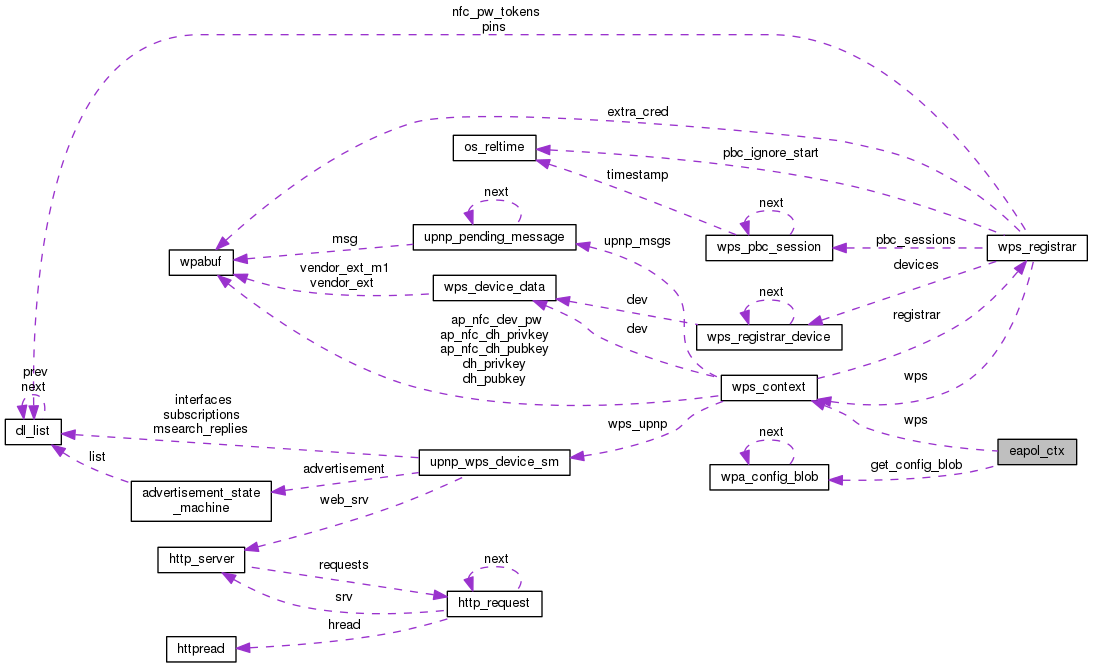 nfc_pw_tokens
pins
extra_cred
os_reltime
pbc_ignore_start
timestamp
next
next
upnp_pending_message
msg
upnp_msgs
wps_pbc_session
pbc_sessions
wps_registrar
wpabuf
vendor_ext_m1
vendor_ext
wps_device_data
devices
dev
next
registrar
ap_nfc_dev_pw
ap_nfc_dh_privkey
ap_nfc_dh_pubkey
dh_privkey
dh_pubkey
dev
wps_registrar_device
prev
next
wps_context
wps
interfaces
subscriptions
msearch_replies
wps_upnp
wps
dl_list
list
next
upnp_wps_device_sm
eapol_ctx
advertisement
get_config_blob
wpa_config_blob
advertisement_state
_machine
web_srv
http_server
requests
next
srv
http_request
hread
httpread